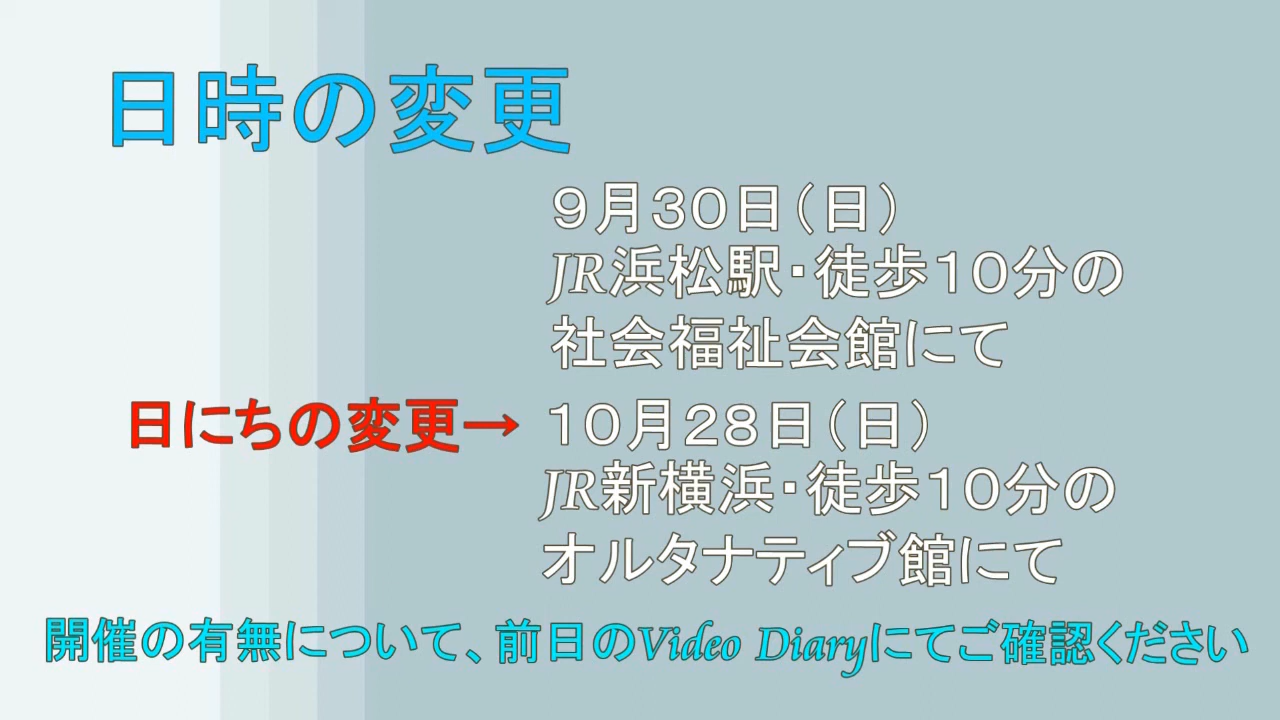 日時の変更
９月３０日（日）
JR浜松駅・徒歩１０分の
社会福祉会館にて
日にちの変更→ １０月２８日（日）
JR新横浜・徒歩１０分の
オルタナティブ館にて
開催の有無について、前日のVideo Diaryにてご確認ください